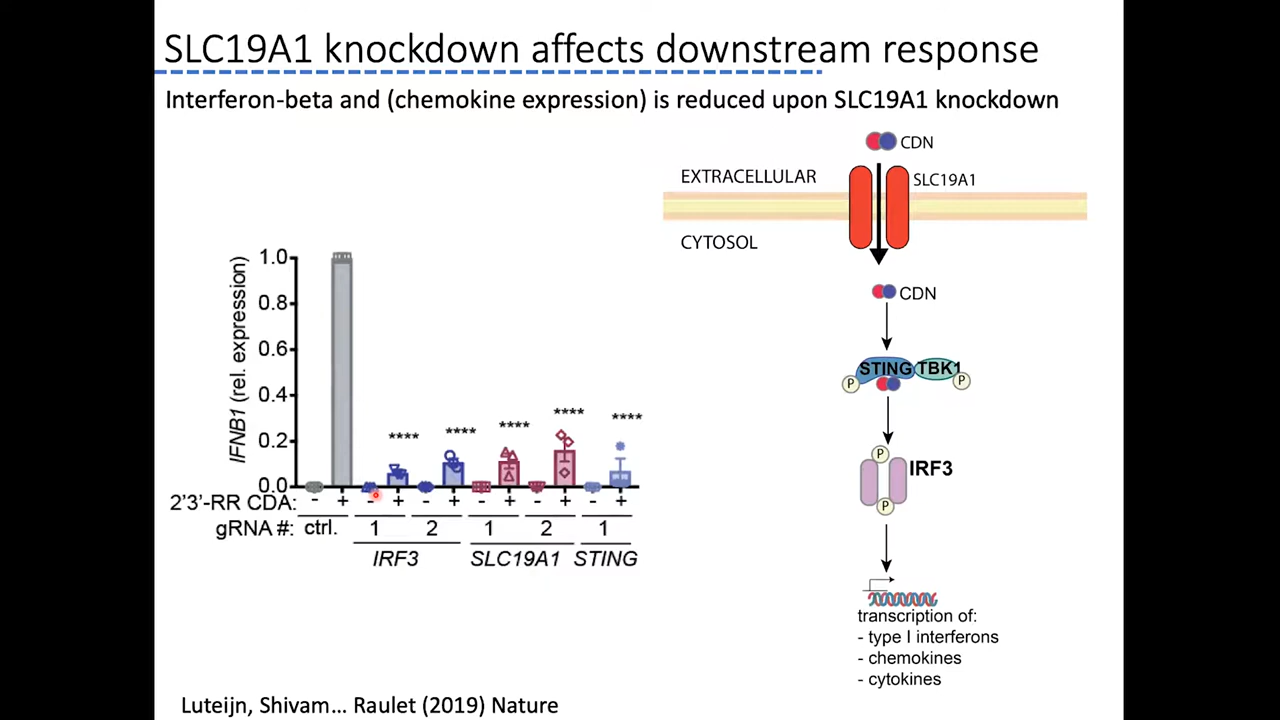 SLC19A1 knockdown affects downstream response
Interferon-beta and (chemokine expression) is reduced upon SLC19A1 knockdown
IFNB1 (rel. expression)
1.0
0.8
0.6
0.4
0.2
0.0
**** **** **** **** ****
2'3'-RR CDA: - + - + - + - + - + - +
gRNA #: ctrl. 1 2 1 2 1
IRF3 SLC19A1 STING
CDN
EXTRACELLULAR
SLC19A1
CYTOSOL
CDN
STING TBK1
P P
P
IRF3
P
transcription of:
- type I interferons
- chemokines
- cytokines
Luteijn, Shivam... Raulet (2019) Nature